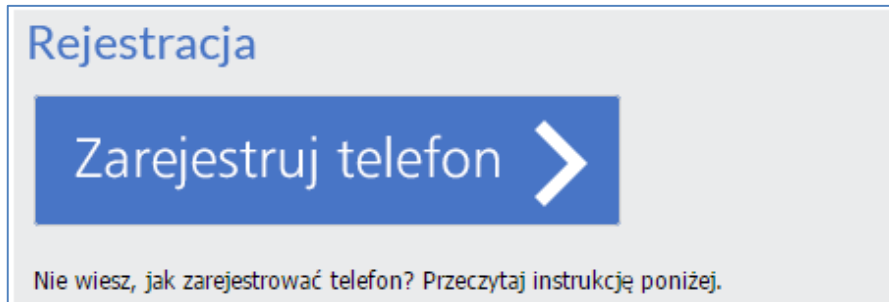 Rejestracja
Zarejestruj telefon
Nie wiesz, jak zarejestrować telefon? Przeczytaj instrukcję poniżej.